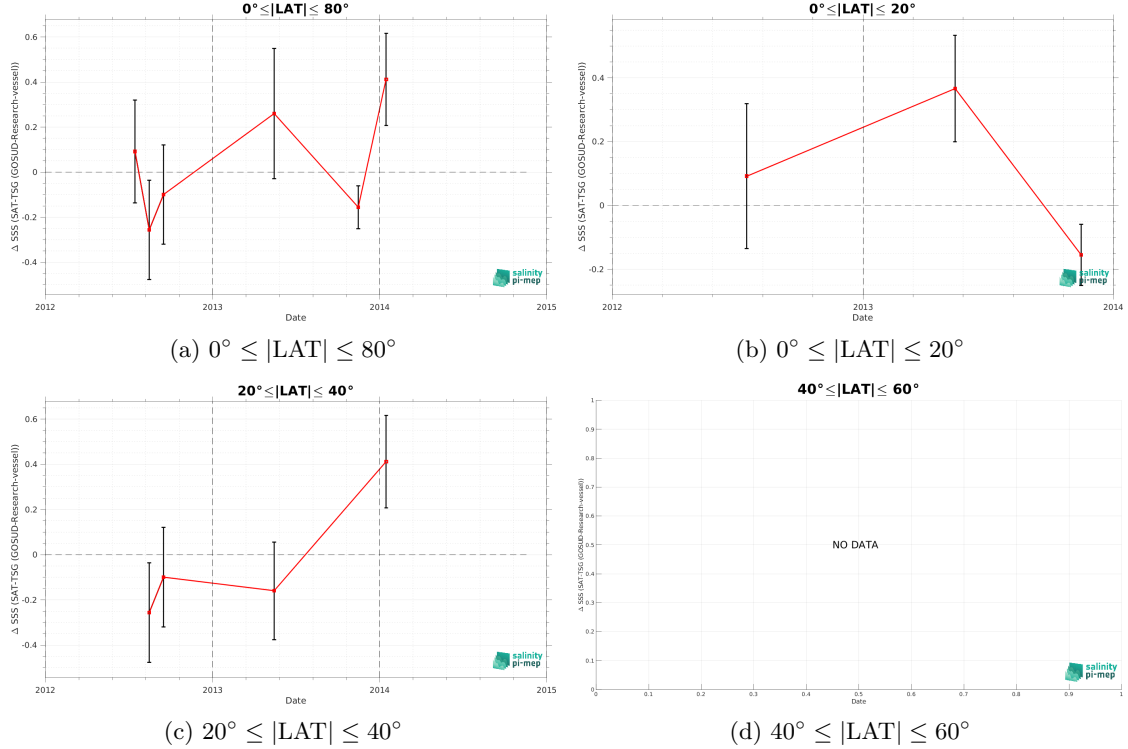 0°≤|LAT|≤ 80°
Δ SSS (SAT-TSG (GOSUD-Research-vessel))
0.6
0.4
0.2
0
-0.2
-0.4
2012 2013 2014 2015
Date
salinity
pi-mep
(a) 0° ≤ |LAT| ≤ 80°
0°≤|LAT|≤ 20°
Δ SSS (SAT-TSG (GOSUD-Research-vessel))
0.4
0.2
0
-0.2
2012 2013 2014
Date
salinity
pi-mep
(b) 0° ≤ |LAT| ≤ 20°
20°≤|LAT|≤ 40°
Δ SSS (SAT-TSG (GOSUD-Research-vessel))
0.6
0.4
0.2
0
-0.2
-0.4
2012 2013 2014 2015
Date
salinity
pi-mep
(c) 20° ≤ |LAT| ≤ 40°
40°≤|LAT|≤ 60°
Δ SSS (SAT-TSG (GOSUD-Research-vessel))
1
0.9
0.8
0.7
0.6
0.5
0.4
0.3
0.2
0.1
0
NO DATA
0 0.1 0.2 0.3 0.4 0.5 0.6 0.7 0.8 0.9 1
Date
salinity
pi-mep
(d) 40° ≤ |LAT| ≤ 60°